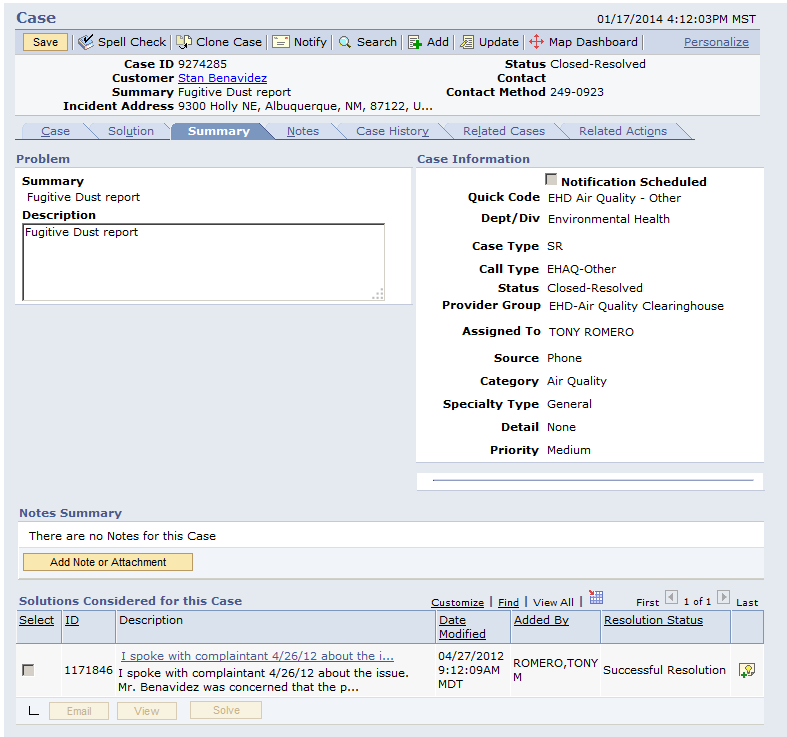 Case
01/17/2014 4:12:03PM MST
Save Spell Check Clone Case Notify Search Add Update Map Dashboard Personalize
Case ID 9274285 Status Closed-Resolved
Customer Stan Benavidez Contact
Summary Fugitive Dust report Contact Method 249-0923
Incident Address 9300 Holly NE, Albuquerque, NM, 87122, U...
Case Solution Summary Notes Case History Related Cases Related Actions
Problem
Summary
Fugitive Dust report
Description
Fugitive Dust report
Case Information
Notification Scheduled
Quick Code EHD Air Quality - Other
Dept/Div Environmental Health
Case Type SR
Call Type EHAQ-Other
Status Closed-Resolved
Provider Group EHD-Air Quality Clearinghouse
Assigned To TONY ROMERO
Source Phone
Category Air Quality
Specialty Type General
Detail None
Priority Medium
Notes Summary
There are no Notes for this Case
Add Note or Attachment
Solutions Considered for this Case Customize | Find | View All | First 1 of 1 Last
Select ID Description Date Modified Added By Resolution Status
1171846
I spoke with complaintant 4/26/12 about the i...
I spoke with complaintant 4/26/12 about the issue.
Mr. Benavidez was concerned that the p...
04/27/2012
9:12:09AM
MDT
ROMERO,TONY
M
Successful Resolution
Email View Solve